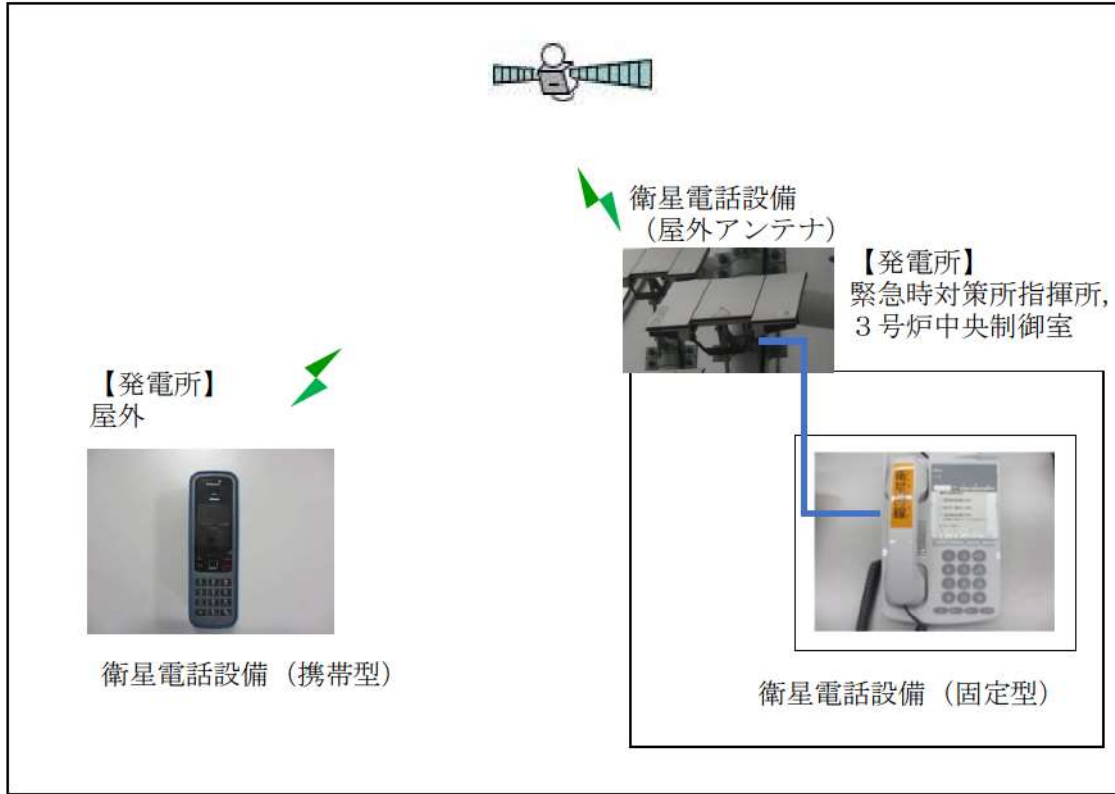 衛星電話設備
（屋外アンテナ）
【発電所】
緊急時対策所指揮所，
３号炉中央制御室
【発電所】
屋外
衛星電話設備（携帯型）
衛星電話設備（固定型）